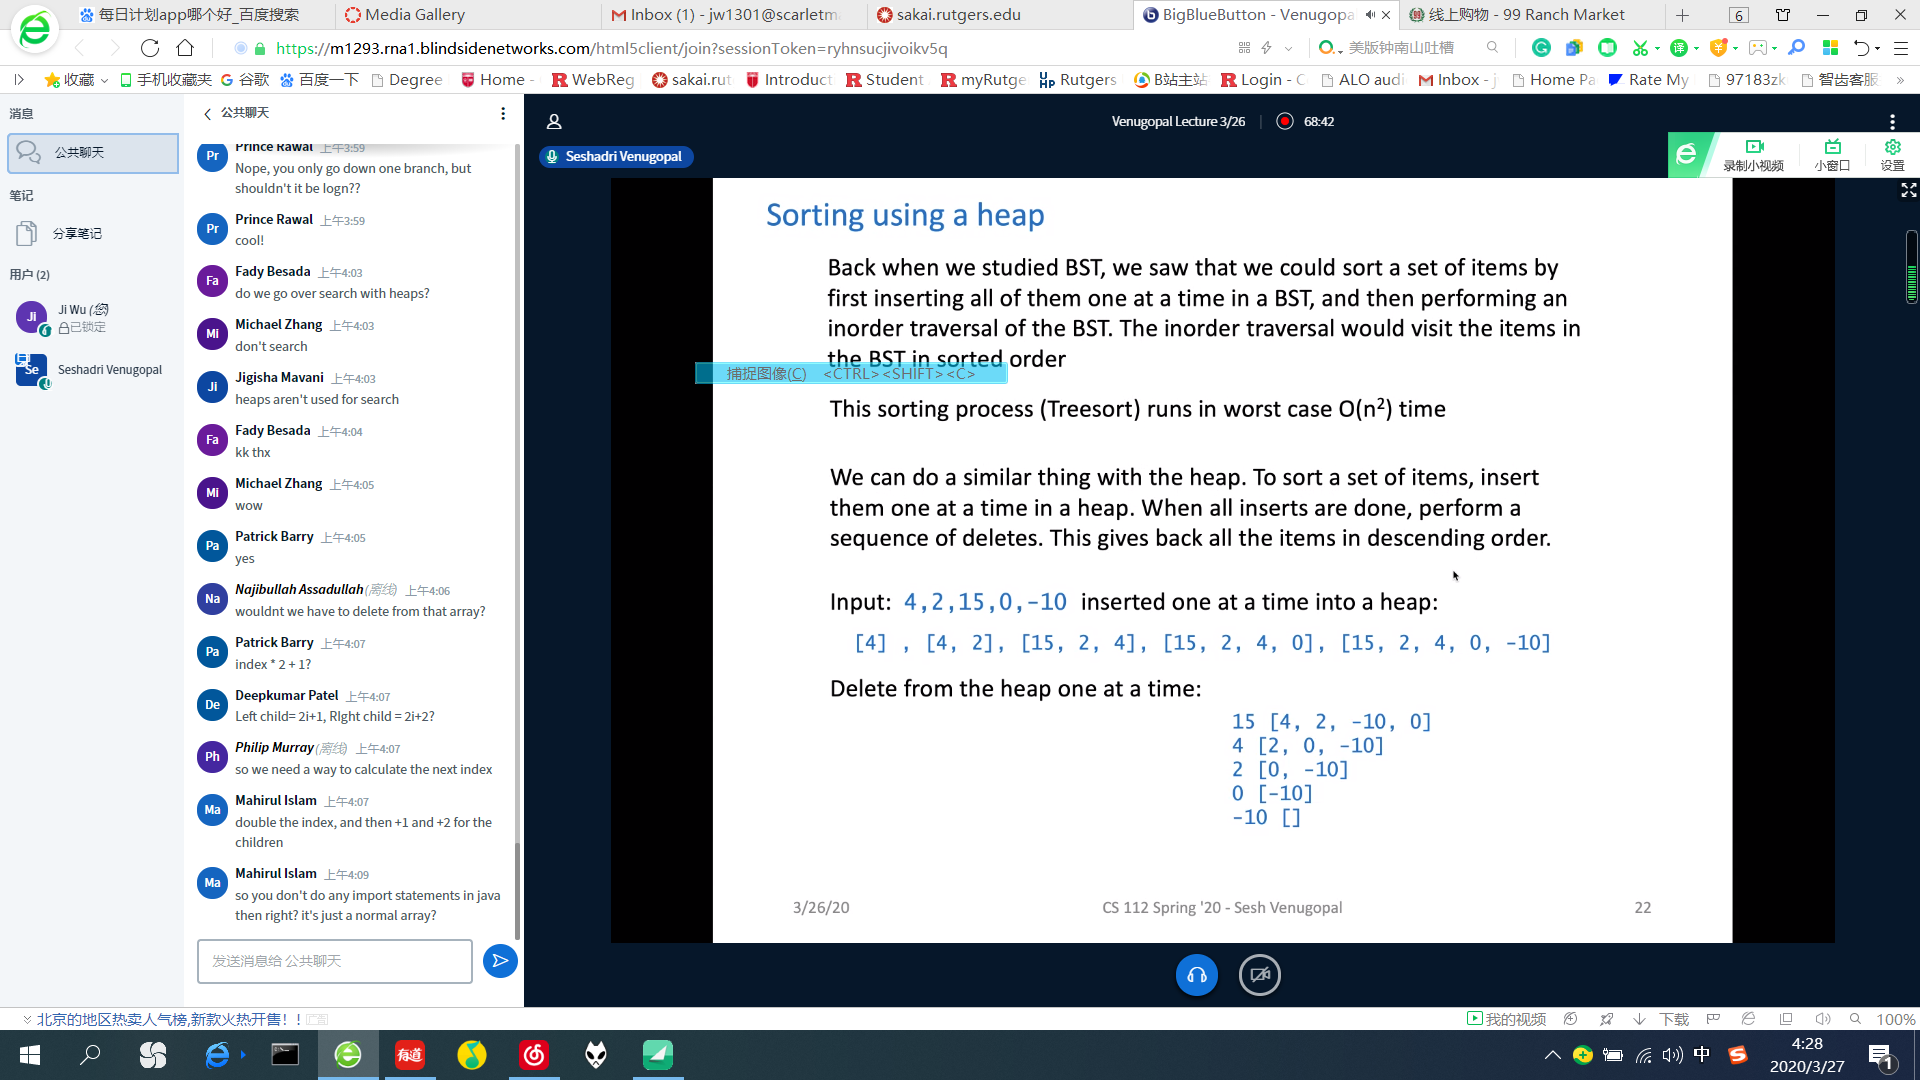 每日计划app哪个好_百度搜索
Media Gallery
Inbox (1) - jw1301@scarletm
sakai.rutgers.edu
BigBlueButton - Venugopa
线上购物 - 99 Ranch Market
6
https://m1293.rna1.blindsidenetworks.com/html5client/join?sessionToken=ryhnsucjivoikv5q
美版钟南山吐槽
收藏
手机收藏夹
谷歌
百度一下
Degree
Home -
WebReg
sakai.rut
Introduct
Student
myRutge
Rutgers
B站主站
Login - C
ALO audi
Inbox - j
Home Pa
Rate My
97183zk
智齿客服
消息
公共聊天
笔记
分享笔记
用户 (2)
Ji
Ji Wu (您)
已锁定
Se
Seshadri Venugopal
公共聊天
Pr
Prince Rawal 上午3:59
Nope, you only go down one branch, but
shouldn't it be logn??
Pr
Prince Rawal 上午3:59
cool!
Fa
Fady Besada 上午4:03
do we go over search with heaps?
Mi
Michael Zhang 上午4:03
don't search
Ji
Jigisha Mavani 上午4:03
heaps aren't used for search
Fa
Fady Besada 上午4:04
kk thx
Mi
Michael Zhang 上午4:05
wow
Pa
Patrick Barry 上午4:05
yes
Na
Najibullah Assadullah(离线) 上午4:06
wouldnt we have to delete from that array?
Pa
Patrick Barry 上午4:07
index * 2 + 1?
De
Deepkumar Patel 上午4:07
Left child= 2i+1, RIght child = 2i+2?
Ph
Philip Murray(离线) 上午4:07
so we need a way to calculate the next index
Ma
Mahirul Islam 上午4:07
double the index, and then +1 and +2 for the
children
Ma
Mahirul Islam 上午4:09
so you don't do any import statements in java
then right? it's just a normal array?
发送消息给 公共聊天
Venugopal Lecture 3/26
68:42
Seshadri Venugopal
录制小视频
小窗口
设置
Sorting using a heap
Back when we studied BST, we saw that we could sort a set of items by
first inserting all of them one at a time in a BST, and then performing an
inorder traversal of the BST. The inorder traversal would visit the items in
the BST in sorted order
捕捉图像(C) <CTRL><SHIFT><C>
This sorting process (Treesort) runs in worst case O(n²) time
We can do a similar thing with the heap. To sort a set of items, insert
them one at a time in a heap. When all inserts are done, perform a
sequence of deletes. This gives back all the items in descending order.
Input: 4,2,15,0,-10 inserted one at a time into a heap:
[4] , [4, 2], [15, 2, 4], [15, 2, 4, 0], [15, 2, 4, 0, -10]
Delete from the heap one at a time:
15 [4, 2, -10, 0]
4 [2, 0, -10]
2 [0, -10]
0 [-10]
-10 []
3/26/20
CS 112 Spring '20 - Sesh Venugopal
22
北京的地区热卖人气榜,新款火热开售！!
广告
我的视频
下载
100%
有道
中
4:28
2020/3/27
1